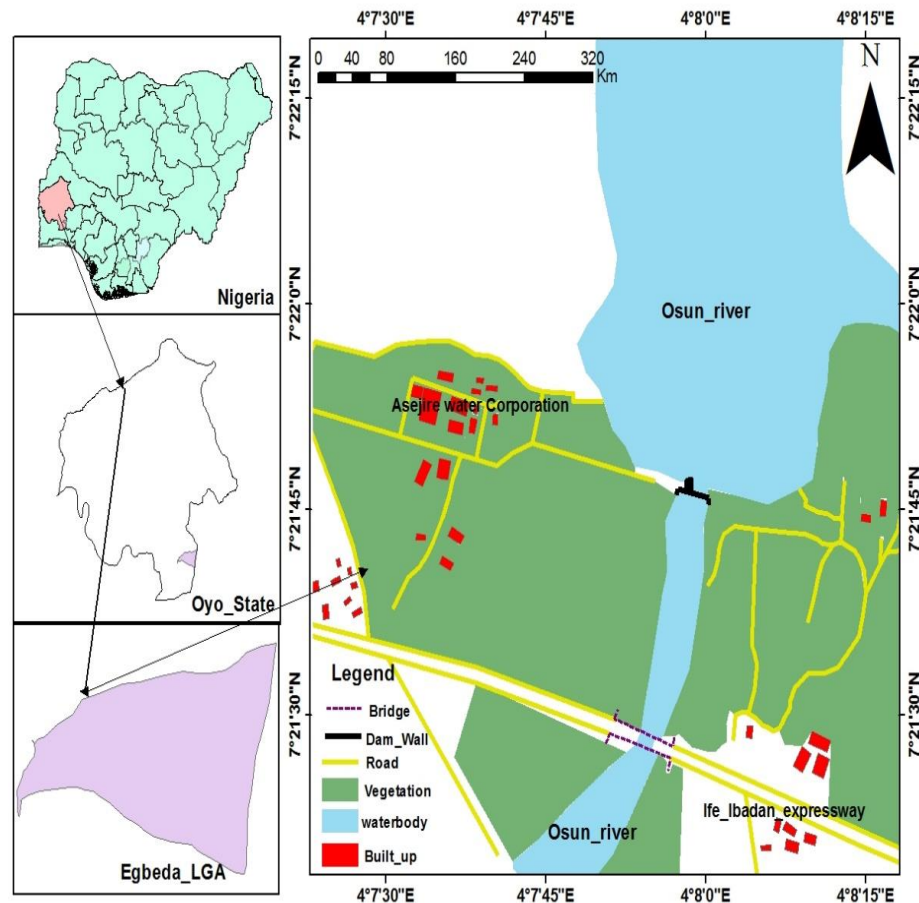 4°7'30"E
4°7'45"E
4°8'0"E
4°8'15"E
0 40 80 160 240 320
Km
N
7°22'15"N
7°22'15"N
Nigeria
7°22'0"N
7°22'0"N
Osun_river
Asejire water Corporation
7°21'45"N
7°21'45"N
Oyo_State
Legend
Bridge
Dam_Wall
Road
Vegetation
waterbody
Built_up
7°21'30"N
7°21'30"N
Ife_Ibadan_expressway
Osun_river
Egbeda_LGA
4°7'30"E
4°7'45"E
4°8'0"E
4°8'15"E